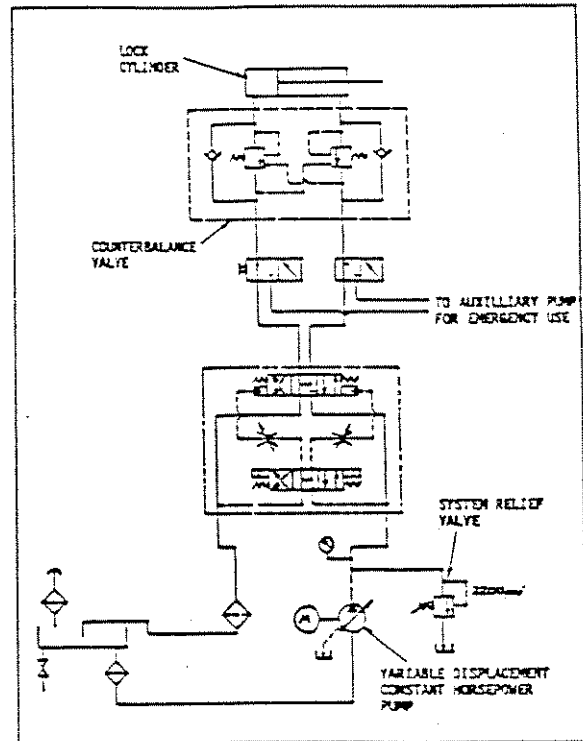 LOCK
CYLINDER
COUNTERBALANCE
VALVE
TO AUXILLIARY PUMP
FOR EMERGENCY USE
SYSTEM RELIEF
VALVE
M
VARIABLE DISPLACEMENT
CONSTANT HORSEPOWER
PUMP